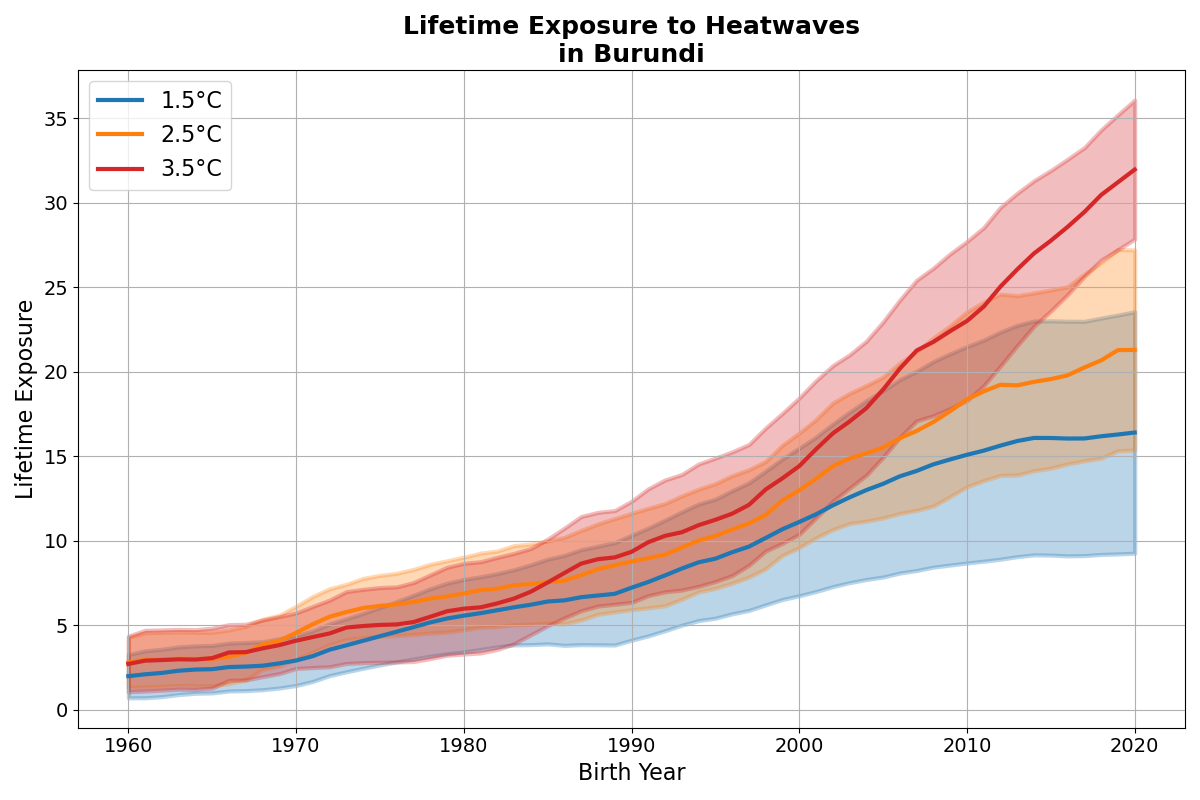 Lifetime Exposure to Heatwaves
in Burundi
1.5°C
2.5°C
3.5°C
Lifetime Exposure
35
30
25
20
15
10
5
0
1960 1970 1980 1990 2000 2010 2020
Birth Year